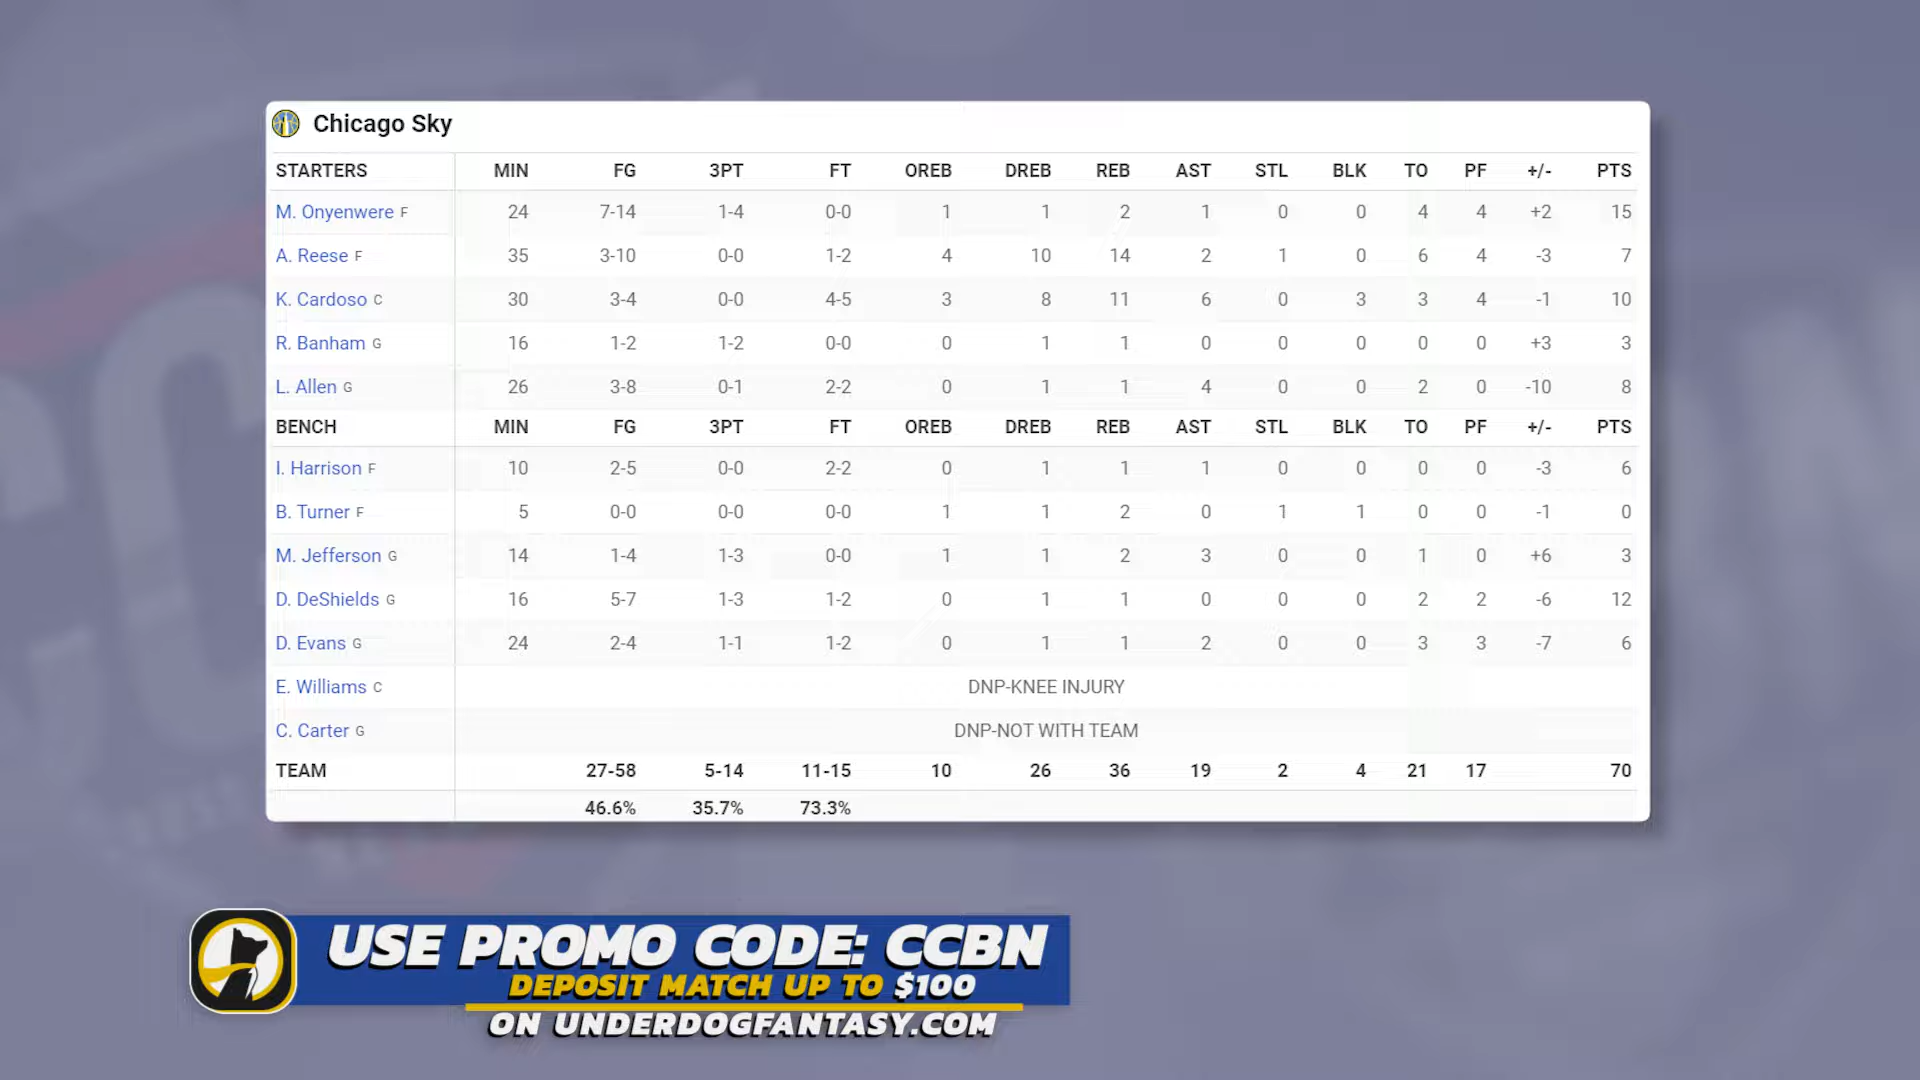 Chicago Sky
STARTERS MIN FG 3PT FT OREB DREB REB AST STL BLK TO PF +/- PTS
M. Onyenwere F 24 7-14 1-4 0-0 1 1 2 1 0 0 4 4 +2 15
A. Reese F 35 3-10 0-0 1-2 4 10 14 2 1 0 6 4 -3 7
K. Cardoso C 30 3-4 0-0 4-5 3 8 11 6 0 3 3 4 -1 10
R. Banham G 16 1-2 1-2 0-0 0 1 1 0 0 0 0 0 +3 3
L. Allen G 26 3-8 0-1 2-2 0 1 1 4 0 0 2 0 -10 8
BENCH MIN FG 3PT FT OREB DREB REB AST STL BLK TO PF +/- PTS
I. Harrison F 10 2-5 0-0 2-2 0 1 1 1 0 0 0 0 -3 6
B. Turner F 5 0-0 0-0 0-0 1 1 2 0 1 1 0 0 -1 0
M. Jefferson G 14 1-4 1-3 0-0 1 1 2 3 0 0 1 0 +6 3
D. DeShields G 16 5-7 1-3 1-2 0 1 1 0 0 0 2 2 -6 12
D. Evans G 24 2-4 1-1 1-2 0 1 1 2 0 0 3 3 -7 6
E. Williams C DNP-KNEE INJURY
C. Carter G DNP-NOT WITH TEAM
TEAM 27-58 5-14 11-15 10 26 36 19 2 4 21 17 70
46.6% 35.7% 73.3%
USE PROMO CODE: CCBN
DEPOSIT MATCH UP TO $100
ON UNDERDOGFANTASY.COM